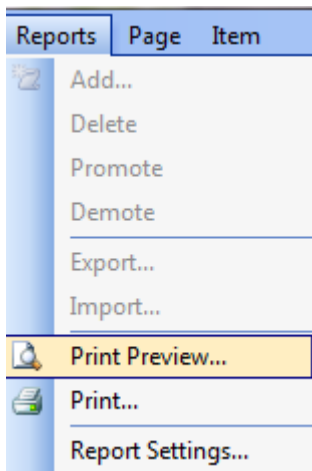 Reports Page Item
Add...
Delete
Promote
Demote
Export...
Import...
Print Preview...
Print...
Report Settings...